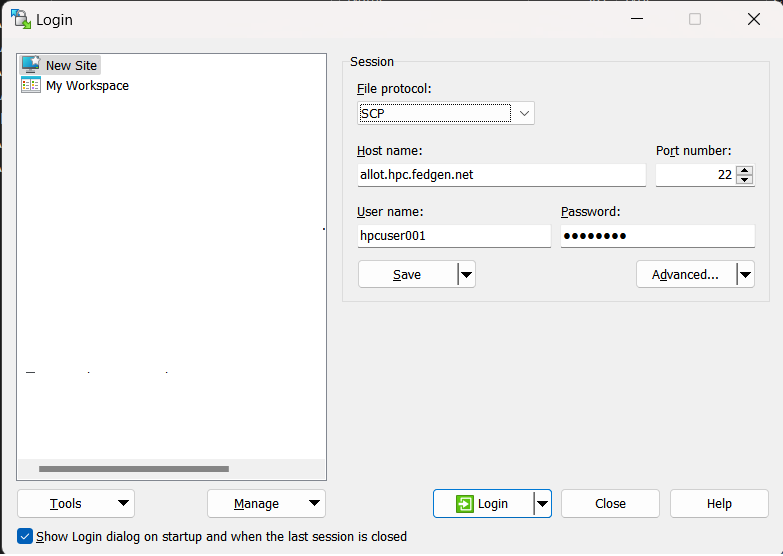 Login
New Site
My Workspace
Session
File protocol:
SCP
Host name:
Port number:
allot.hpc.fedgen.net
22
User name:
Password:
hpcuser001
●●●●●●●●
Save
Advanced...
Tools
Manage
Login
Close
Help
Show Login dialog on startup and when the last session is closed